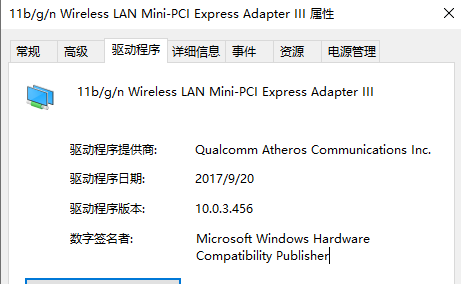 11b/g/n Wireless LAN Mini-PCI Express Adapter III 属性
常规 高级 驱动程序 详细信息 事件 资源 电源管理
11b/g/n Wireless LAN Mini-PCI Express Adapter III
驱动程序提供商: Qualcomm Atheros Communications Inc.
驱动程序日期: 2017/9/20
驱动程序版本: 10.0.3.456
数字签名者: Microsoft Windows Hardware
Compatibility Publisher